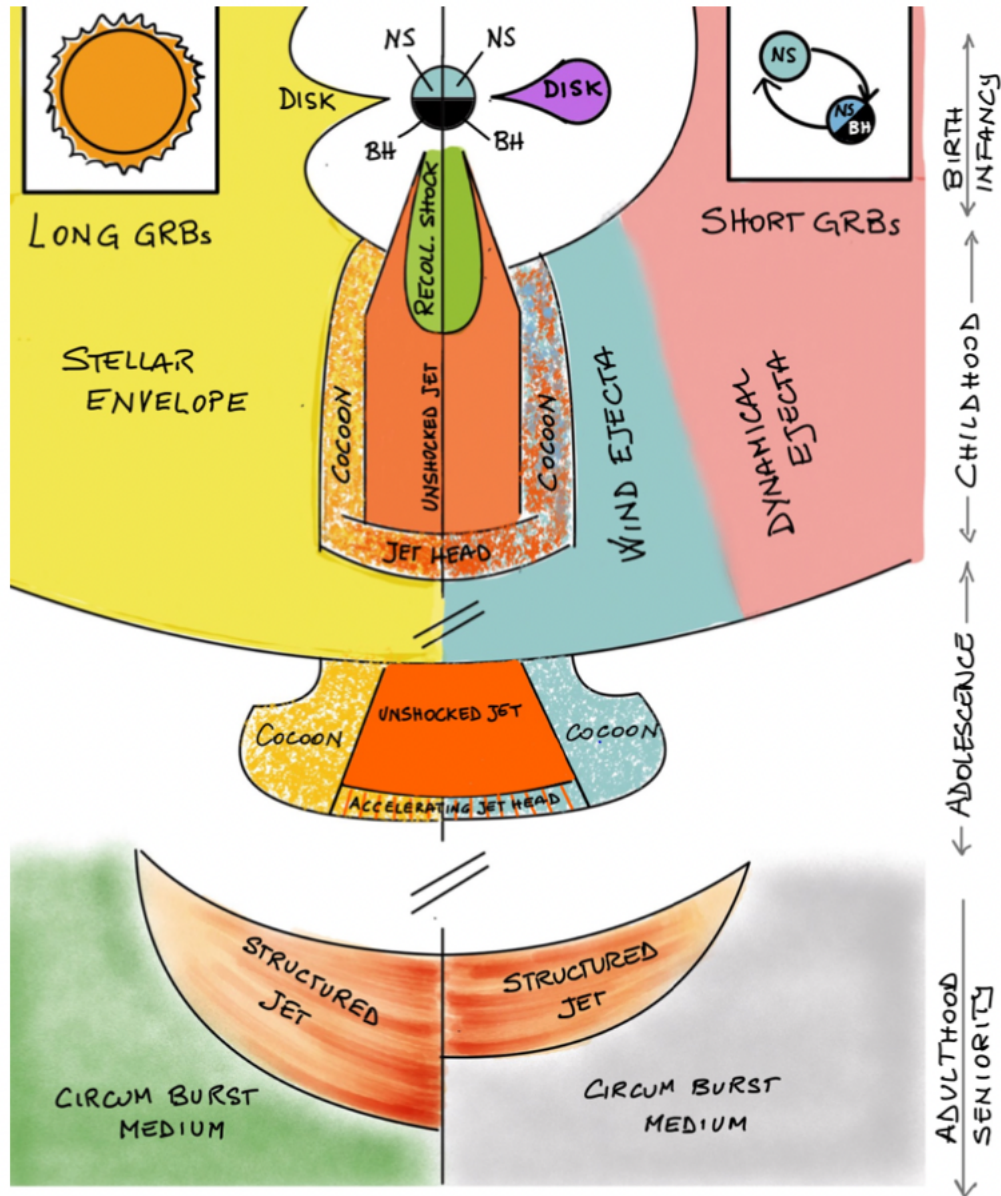 NS
NS
DISK
DISK
BH
BH
NS
NS
BH
LONG GRBs
SHORT GRBs
RECOLL. SHOCK
STELLAR
ENVELOPE
COCOON
UNSHOCKED JET
COCOON
WIND EJECTA
DYNAMICAL
EJECTA
JET HEAD
COCOON
UNSHOCKED JET
COCOON
ACCELERATING JET HEAD
STRUCTURED
JET
STRUCTURED
JET
CIRCUM BURST
MEDIUM
CIRCUM BURST
MEDIUM
BIRTH
INFANCY
CHILDHOOD
ADOLESCENCE
ADULTHOOD
SENIORITY